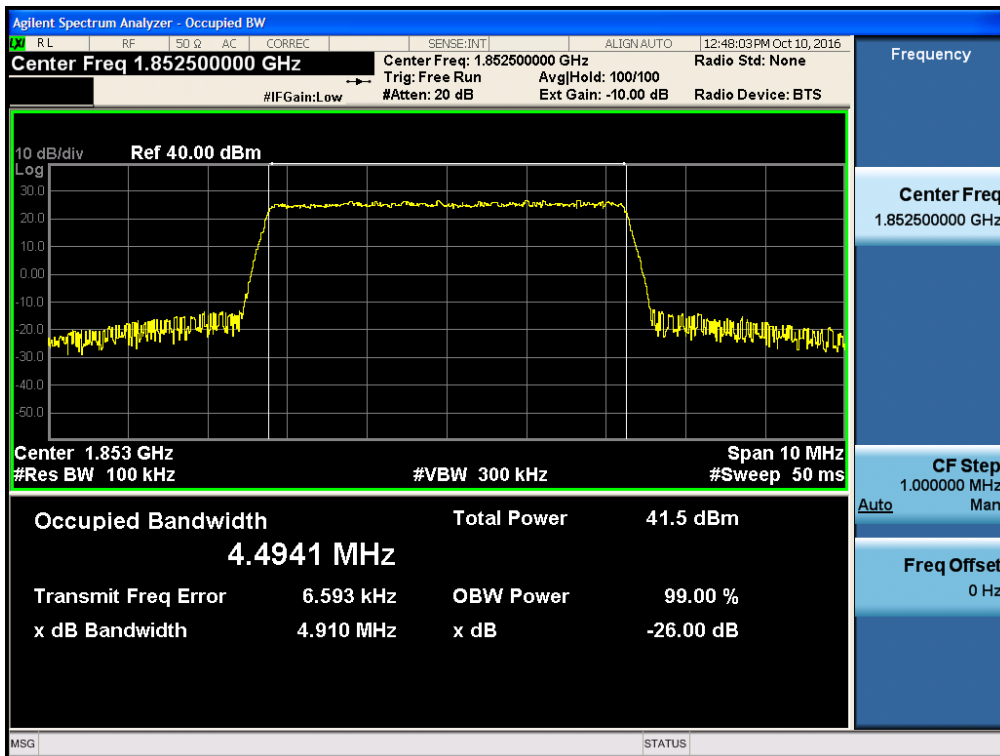 Agilent Spectrum Analyzer - Occupied BW
LXI RL RF 50 Ω AC CORREC SENSE:INT ALIGN AUTO 12:48:03 PM Oct 10, 2016
Center Freq 1.852500000 GHz
Center Freq: 1.852500000 GHz Radio Std: None
Trig: Free Run Avg|Hold: 100/100
#IFGain:Low #Atten: 20 dB Ext Gain: -10.00 dB Radio Device: BTS
10 dB/div Ref 40.00 dBm
Log
30.0
20.0
10.0
0.00
-10.0
-20.0
-30.0
-40.0
-50.0
Center 1.853 GHz Span 10 MHz
#Res BW 100 kHz #VBW 300 kHz #Sweep 50 ms
Occupied Bandwidth Total Power 41.5 dBm
4.4941 MHz
Transmit Freq Error 6.593 kHz OBW Power 99.00 %
x dB Bandwidth 4.910 MHz x dB -26.00 dB
MSG STATUS
Frequency
Center Freq
1.852500000 GHz
CF Step
1.000000 MHz
Auto Man
Freq Offset
0 Hz